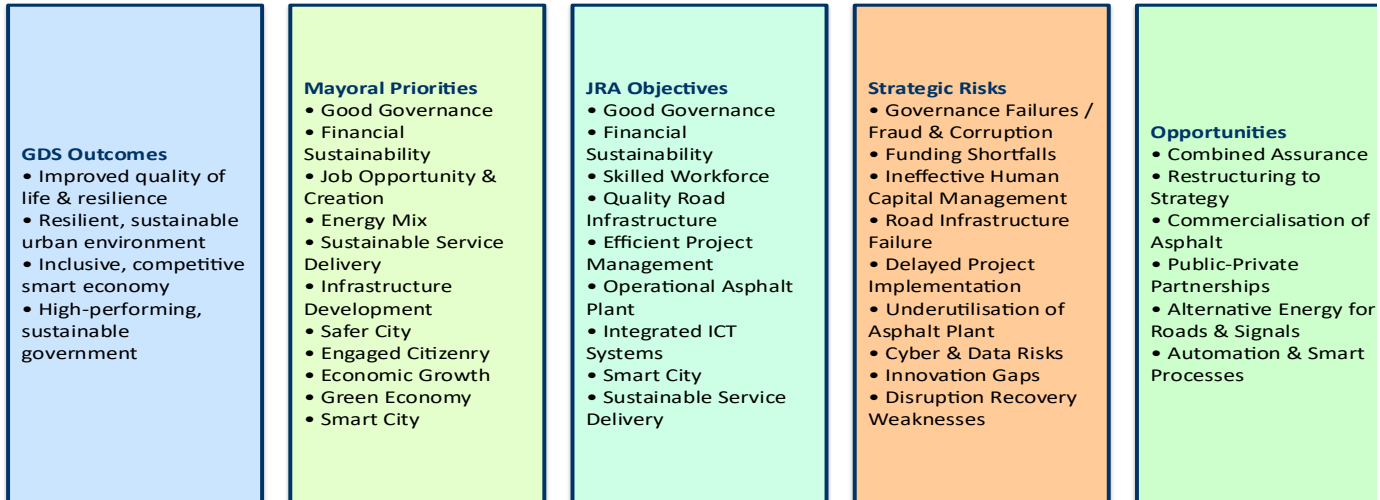 GDS Outcomes
• Improved quality of
life & resilience
• Resilient, sustainable
urban environment
• Inclusive, competitive
smart economy
• High-performing,
sustainable
government
Mayoral Priorities
• Good Governance
• Financial
Sustainability
• Job Opportunity &
Creation
• Energy Mix
• Sustainable Service
Delivery
• Infrastructure
Development
• Safer City
• Engaged Citizenry
• Economic Growth
• Green Economy
• Smart City
JRA Objectives
• Good Governance
• Financial
Sustainability
• Skilled Workforce
• Quality Road
Infrastructure
• Efficient Project
Management
• Operational Asphalt
Plant
• Integrated ICT
Systems
• Smart City
• Sustainable Service
Delivery
Strategic Risks
• Governance Failures /
Fraud & Corruption
• Funding Shortfalls
• Ineffective Human
Capital Management
• Road Infrastructure
Failure
• Delayed Project
Implementation
• Underutilisation of
Asphalt Plant
• Cyber & Data Risks
• Innovation Gaps
• Disruption Recovery
Weaknesses
Opportunities
• Combined Assurance
• Restructuring to
Strategy
• Commercialisation of
Asphalt
• Public-Private
Partnerships
• Alternative Energy for
Roads & Signals
• Automation & Smart
Processes